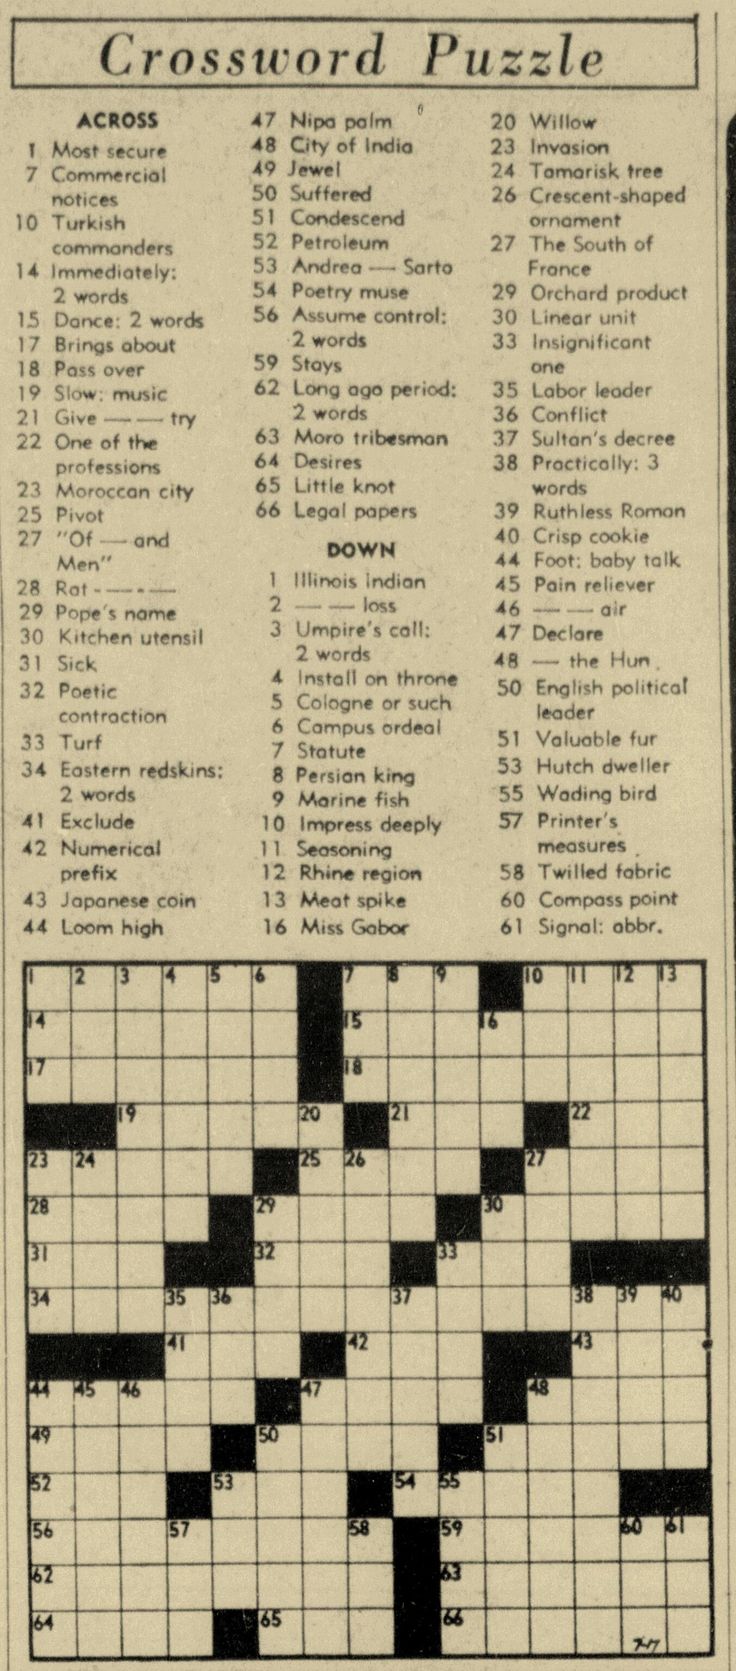 Crossword Puzzle
ACROSS
1 Most secure
7 Commercial
notices
10 Turkish
commanders
14 Immediately:
2 words
15 Dance: 2 words
17 Brings about
18 Pass over
19 Slow: music
21 Give — — try
22 One of the
professions
23 Moroccan city
25 Pivot
27 "Of — and
Men"
28 Rat - — - —
29 Pope's name
30 Kitchen utensil
31 Sick
32 Poetic
contraction
33 Turf
34 Eastern redskins:
2 words
41 Exclude
42 Numerical
prefix
43 Japanese coin
44 Loom high
47 Nipa palm
48 City of India
49 Jewel
50 Suffered
51 Condescend
52 Petroleum
53 Andrea — Sarto
54 Poetry muse
56 Assume control:
2 words
59 Stays
62 Long ago period:
2 words
63 Moro tribesman
64 Desires
65 Little knot
66 Legal papers
DOWN
1 Illinois indian
2 — — loss
3 Umpire's call:
2 words
4 Install on throne
5 Cologne or such
6 Campus ordeal
7 Statute
8 Persian king
9 Marine fish
10 Impress deeply
11 Seasoning
12 Rhine region
13 Meat spike
16 Miss Gabor
20 Willow
23 Invasion
24 Tamarisk tree
26 Crescent-shaped
ornament
27 The South of
France
29 Orchard product
30 Linear unit
33 Insignificant
one
35 Labor leader
36 Conflict
37 Sultan's decree
38 Practically: 3
words
39 Ruthless Roman
40 Crisp cookie
44 Foot: baby talk
45 Pain reliever
46 — — air
47 Declare
48 — the Hun
50 English political
leader
51 Valuable fur
53 Hutch dweller
55 Wading bird
57 Printer's
measures
58 Twilled fabric
60 Compass point
61 Signal: abbr.
1 2 3 4 5 6 7 8 9 10 11 12 13
14 15 16
17 18
19 20 21 22
23 24 25 26 27
28 29 30
31 32 33
34 35 36 37 38 39 40
41 42 43
44 45 46 47 48
49 50 51
52 53 54 55
56 57 58 59 60 61
62 63
64 65 66
7-17